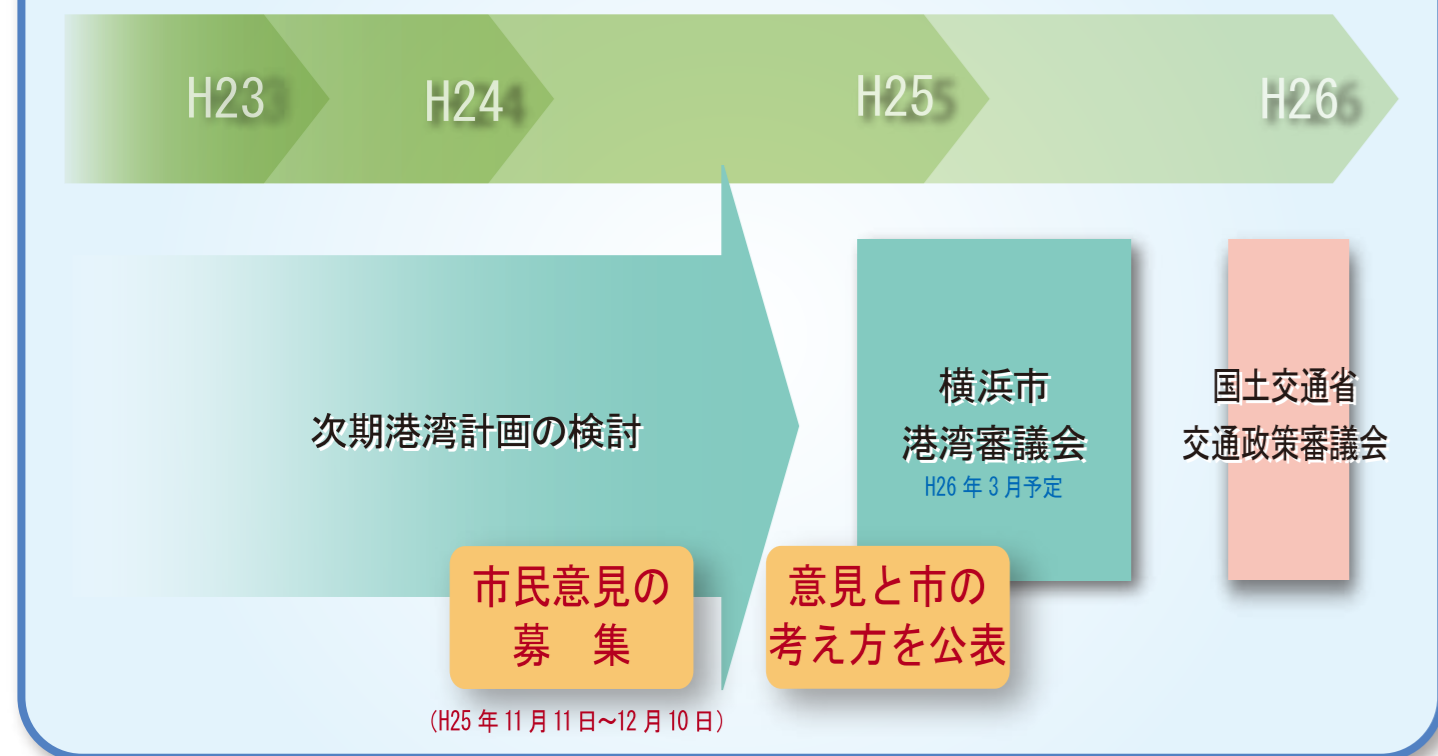 H23 H24 H25 H26
次期港湾計画の検討
横浜市
港湾審議会
H26年3月予定
国土交通省
交通政策審議会
市民意見の
募　集
(H25年11月11日〜12月10日)
意見と市の
考え方を公表